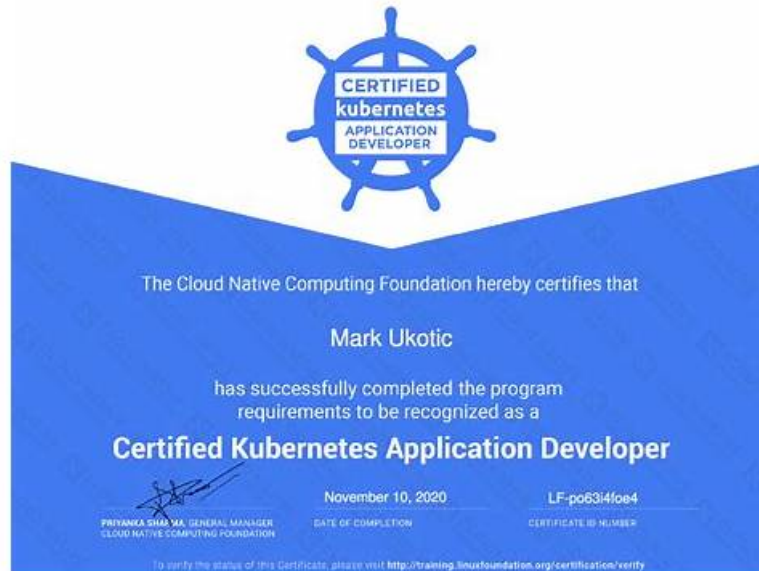 CERTIFIED
kubernetes
APPLICATION
DEVELOPER
The Cloud Native Computing Foundation hereby certifies that
Mark Ukotic
has successfully completed the program
requirements to be recognized as a
Certified Kubernetes Application Developer
November 10, 2020
LF-po63i4foe4
PRIYANKA SHARMA, GENERAL MANAGER
CLOUD NATIVE COMPUTING FOUNDATION
DATE OF COMPLETION
CERTIFICATE ID NUMBER
To verify the status of this Certificate, please visit http://training.linuxfoundation.org/certification/verify